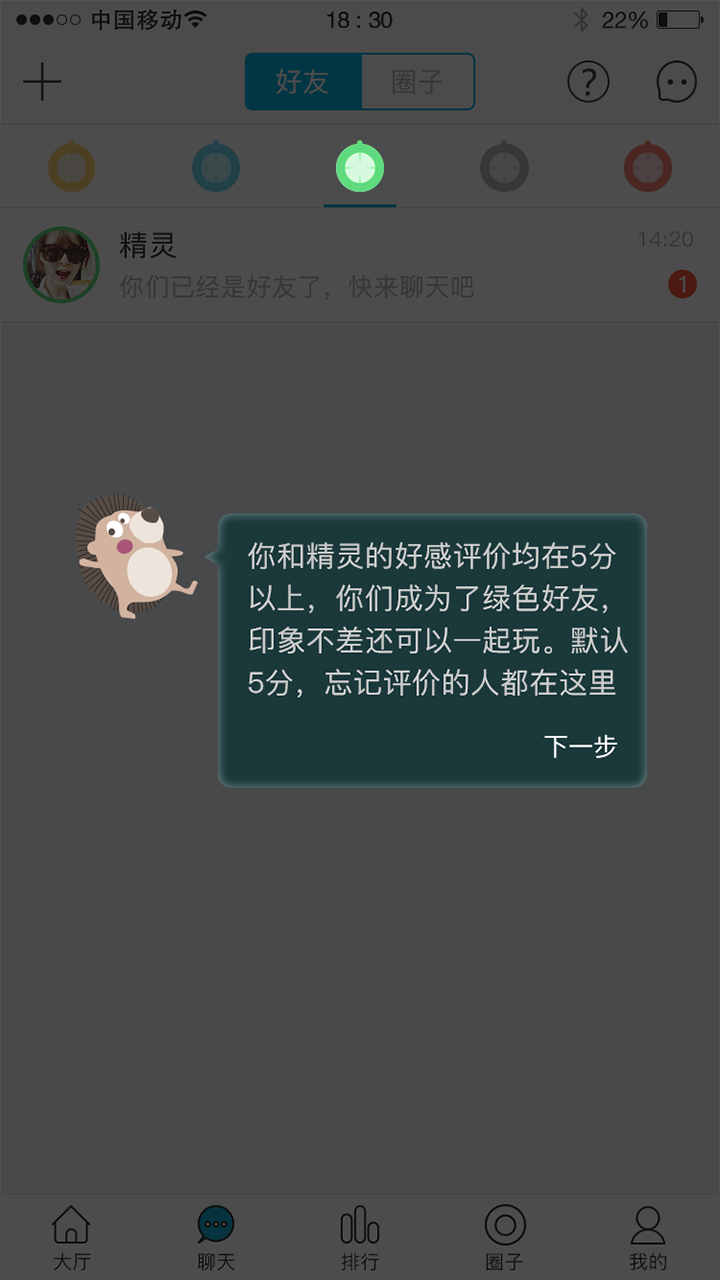 中国移动 18 : 30 22%
好友 圈子 ?
精灵 14:20
你们已经是好友了，快来聊天吧 1
你和精灵的好感评价均在5分
以上，你们成为了绿色好友，
印象不差还可以一起玩。默认
5分，忘记评价的人都在这里
下一步
大厅 聊天 排行 圈子 我的